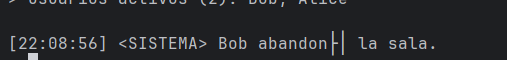 > Usuarios activos (2): Bob, Alice
[22:08:56] <SISTEMA> Bob abandon├│ la sala.